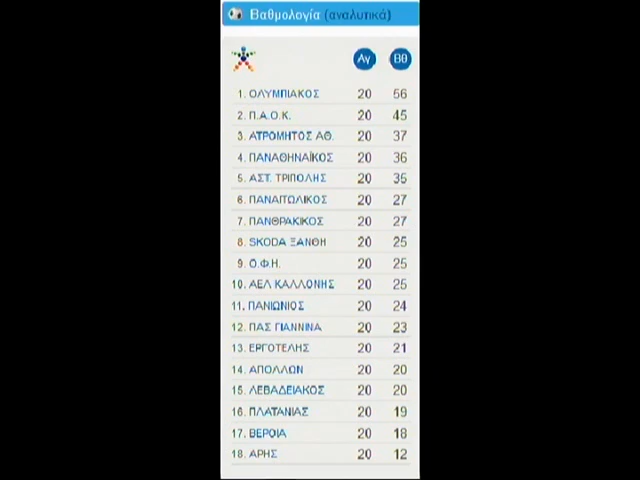 Βαθμολογία (αναλυτικά)
Αγ Βθ
1. ΟΛΥΜΠΙΑΚΟΣ 20 56
2. Π.Α.Ο.Κ. 20 45
3. ΑΤΡΟΜΗΤΟΣ ΑΘ. 20 37
4. ΠΑΝΑΘΗΝΑΪΚΟΣ 20 36
5. ΑΣΤ. ΤΡΙΠΟΛΗΣ 20 35
6. ΠΑΝΑΙΤΩΛΙΚΟΣ 20 27
7. ΠΑΝΘΡΑΚΙΚΟΣ 20 27
8. SKODA ΞΑΝΘΗ 20 25
9. Ο.Φ.Η. 20 25
10. ΑΕΛ ΚΑΛΛΟΝΗΣ 20 25
11. ΠΑΝΙΩΝΙΟΣ 20 24
12. ΠΑΣ ΓΙΑΝΝΙΝΑ 20 23
13. ΕΡΓΟΤΕΛΗΣ 20 21
14. ΑΠΟΛΛΩΝ 20 20
15. ΛΕΒΑΔΕΙΑΚΟΣ 20 20
16. ΠΛΑΤΑΝΙΑΣ 20 19
17. ΒΕΡΟΙΑ 20 18
18. ΑΡΗΣ 20 12